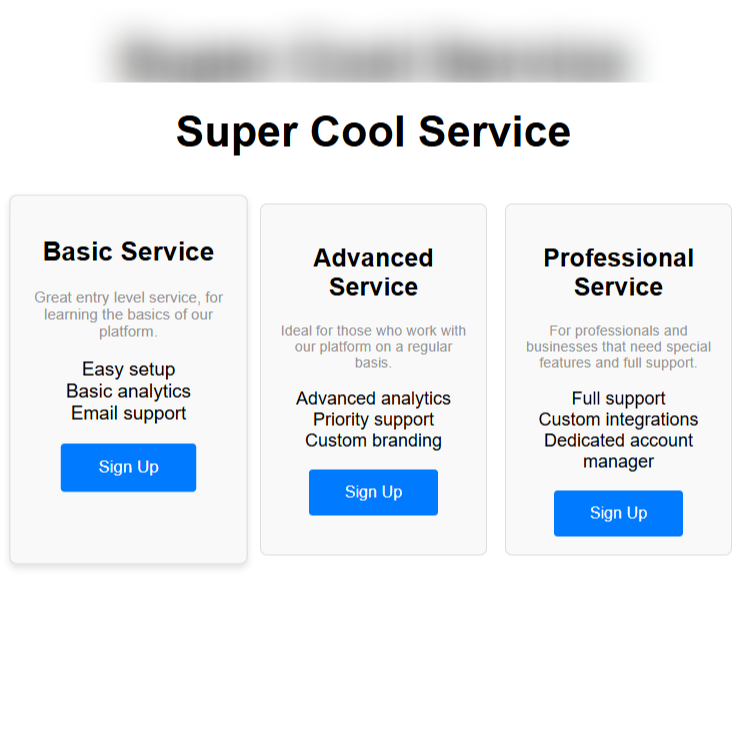 Super Cool Service
Basic Service
Great entry level service, for
learning the basics of our
platform.
Easy setup
Basic analytics
Email support
Sign Up
Advanced
Service
Ideal for those who work with
our platform on a regular
basis.
Advanced analytics
Priority support
Custom branding
Sign Up
Professional
Service
For professionals and
businesses that need special
features and full support.
Full support
Custom integrations
Dedicated account
manager
Sign Up